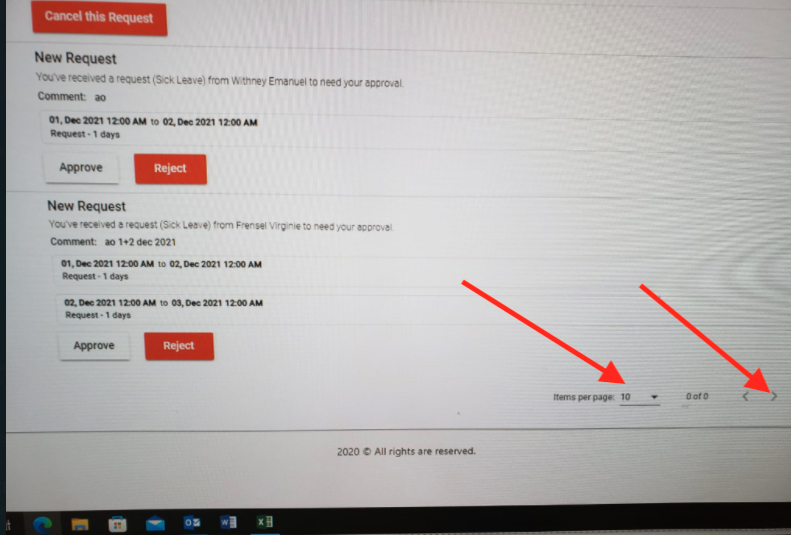 Cancel this Request
New Request
You've received a request (Sick Leave) from Withney Emanuel to need your approval.
Comment: ao
01, Dec 2021 12:00 AM to 02, Dec 2021 12:00 AM
Request - 1 days
Approve Reject
New Request
You've received a request (Sick Leave) from Frensel Virginie to need your approval.
Comment: ao 1+2 dec 2021
01, Dec 2021 12:00 AM to 02, Dec 2021 12:00 AM
Request - 1 days
02, Dec 2021 12:00 AM to 03, Dec 2021 12:00 AM
Request - 1 days
Approve Reject
Items per page: 10 0 of 0
2020 © All rights are reserved.